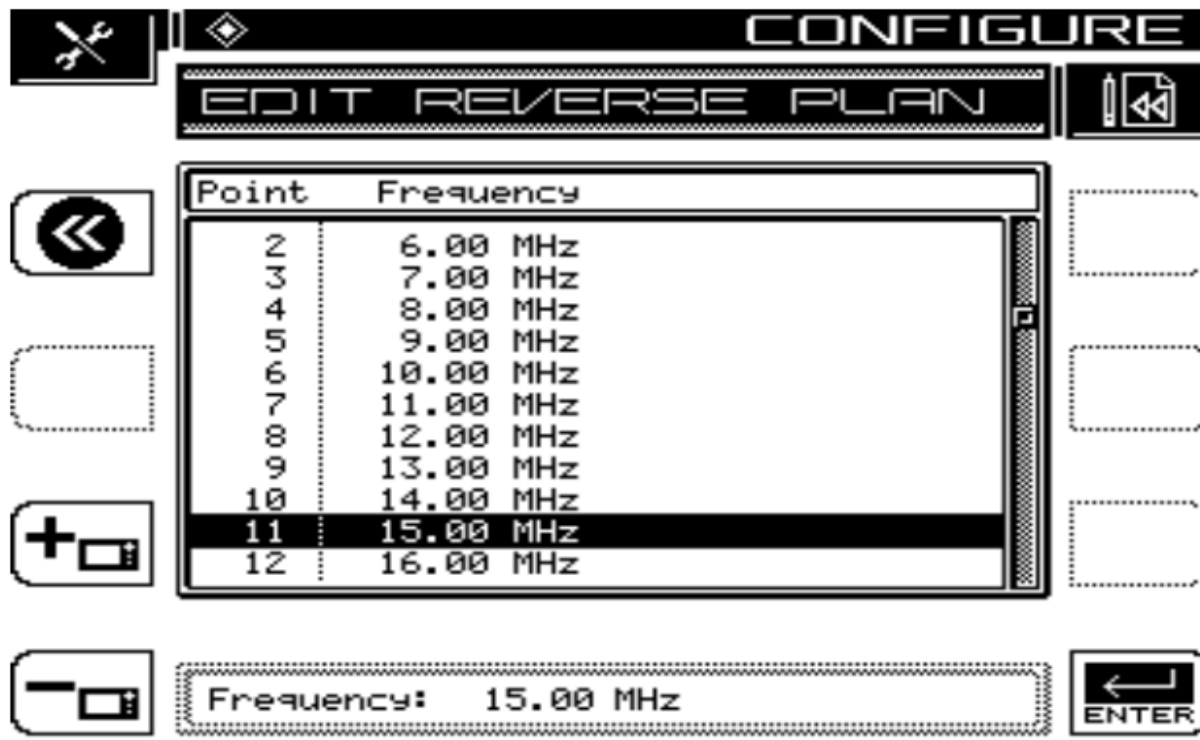 CONFIGURE
EDIT REVERSE PLAN
Point Frequency
2 6.00 MHz
3 7.00 MHz
4 8.00 MHz
5 9.00 MHz
6 10.00 MHz
7 11.00 MHz
8 12.00 MHz
9 13.00 MHz
10 14.00 MHz
11 15.00 MHz
12 16.00 MHz
Frequency: 15.00 MHz
ENTER